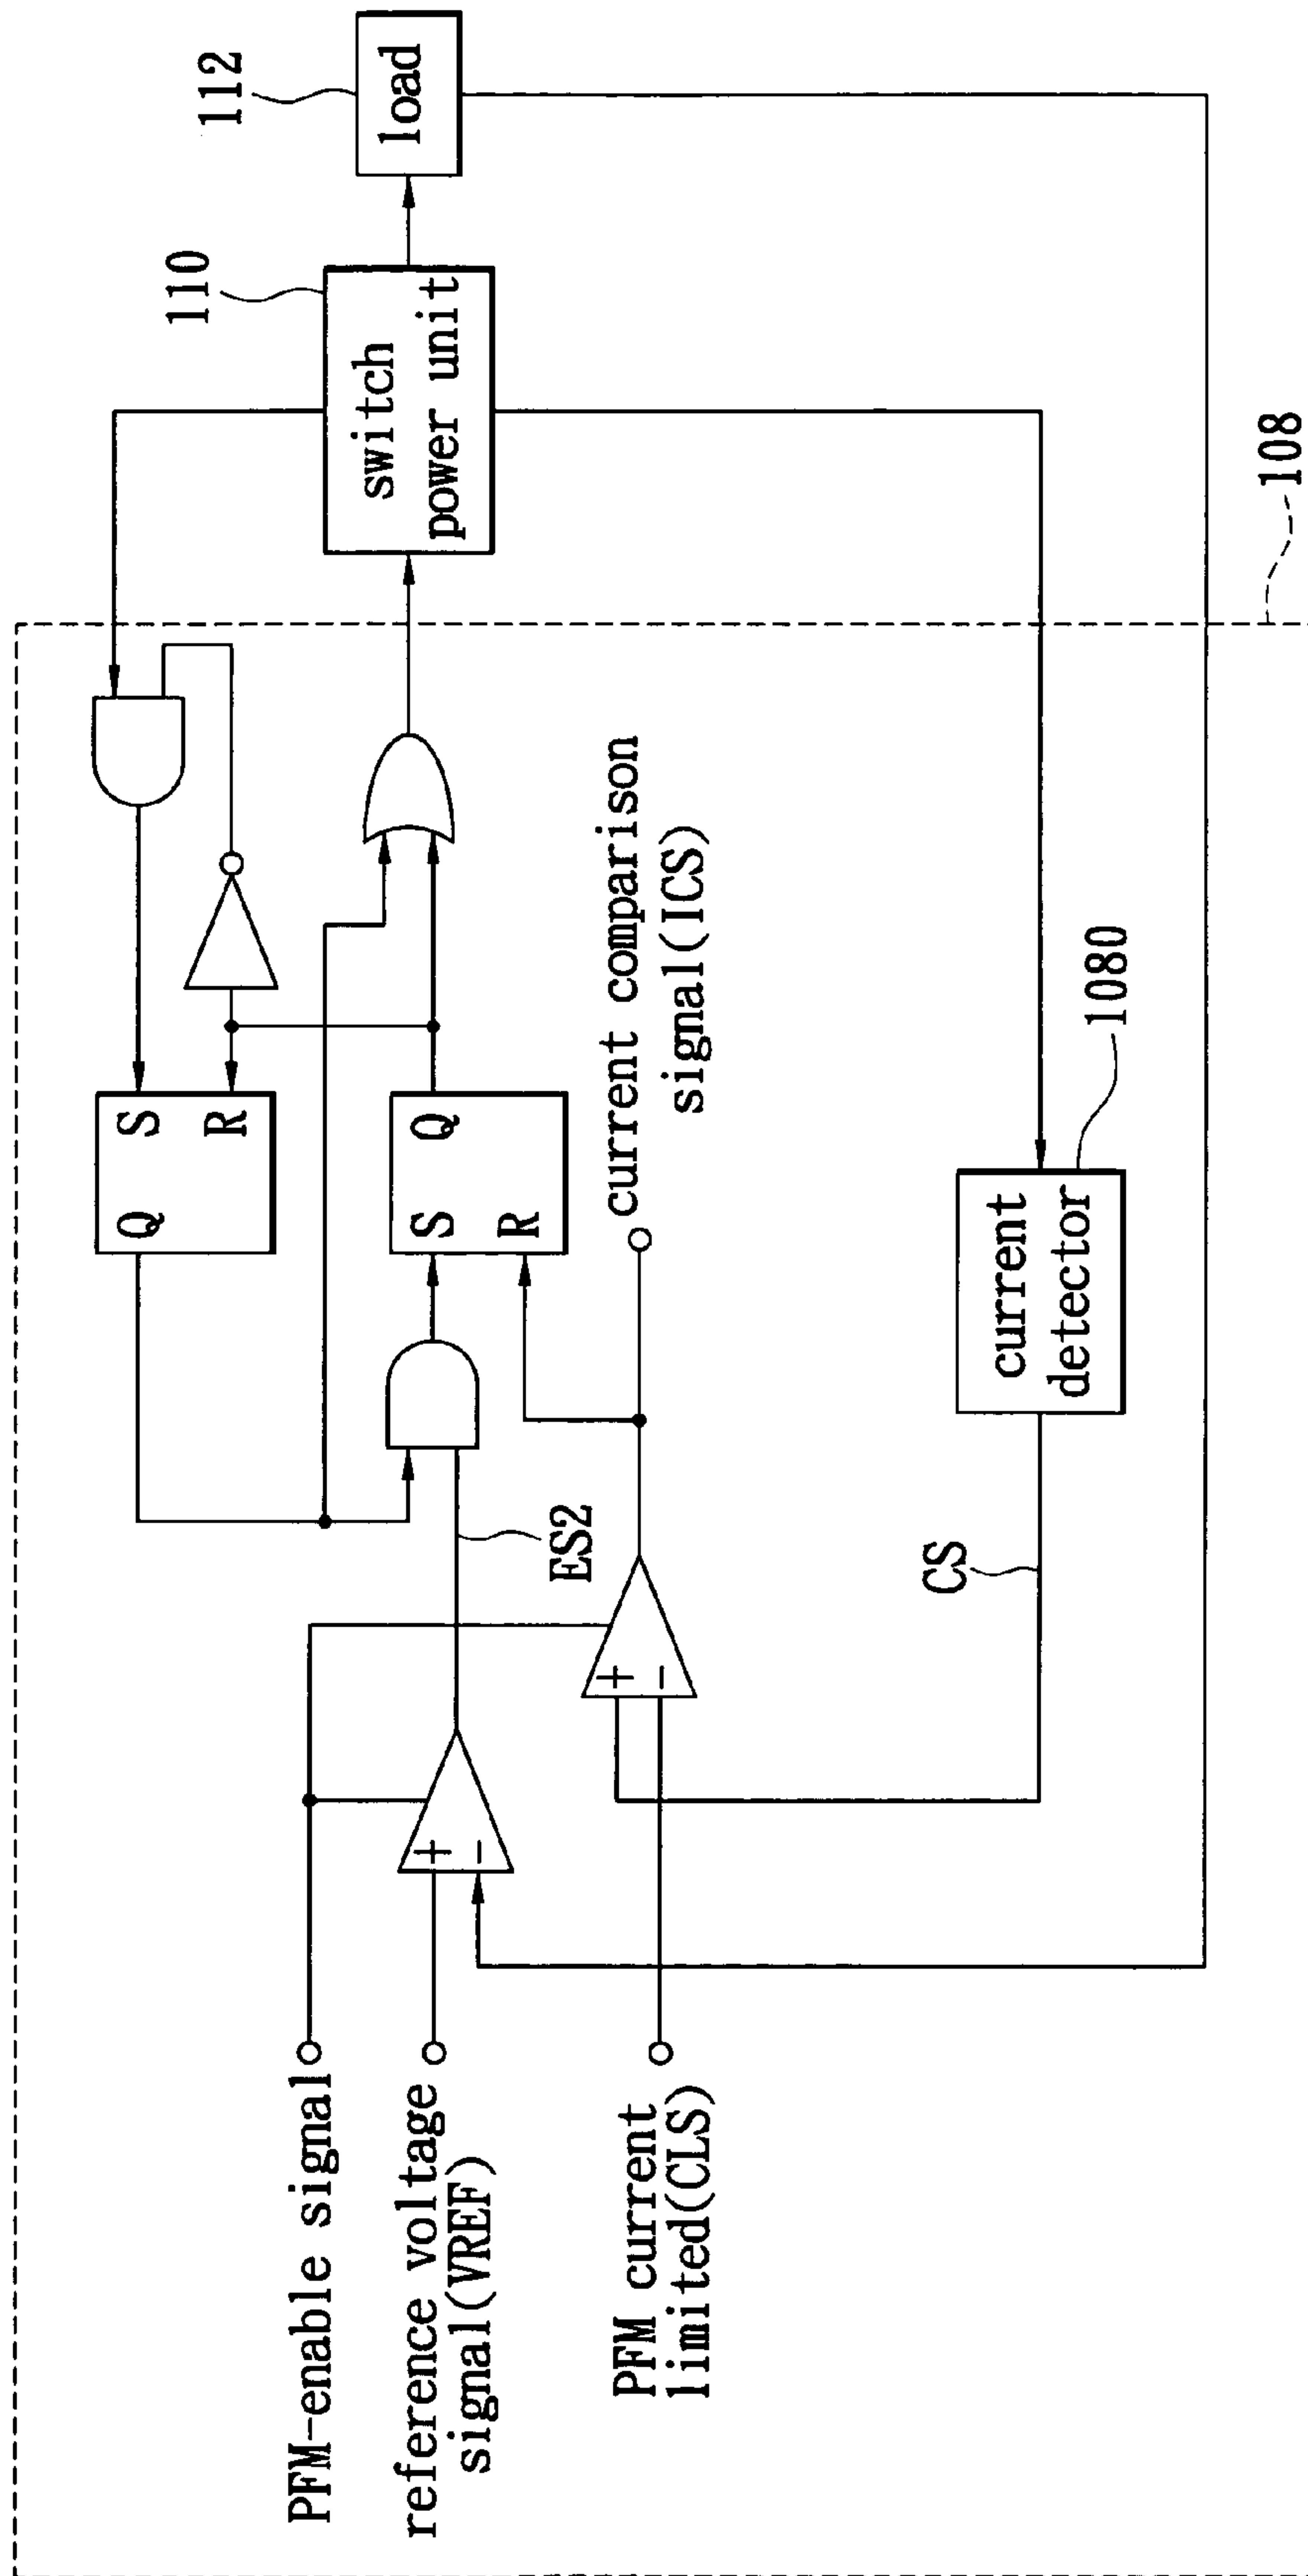 PFM-enable signal
reference voltage
signal(VREF)
PFM current
limited(CLS)
+
-
ES2
+
-
CS
Q S
R
S Q
R
current comparison
signal(ICS)
current
detector
1080
switch
power unit
110
load
112
108